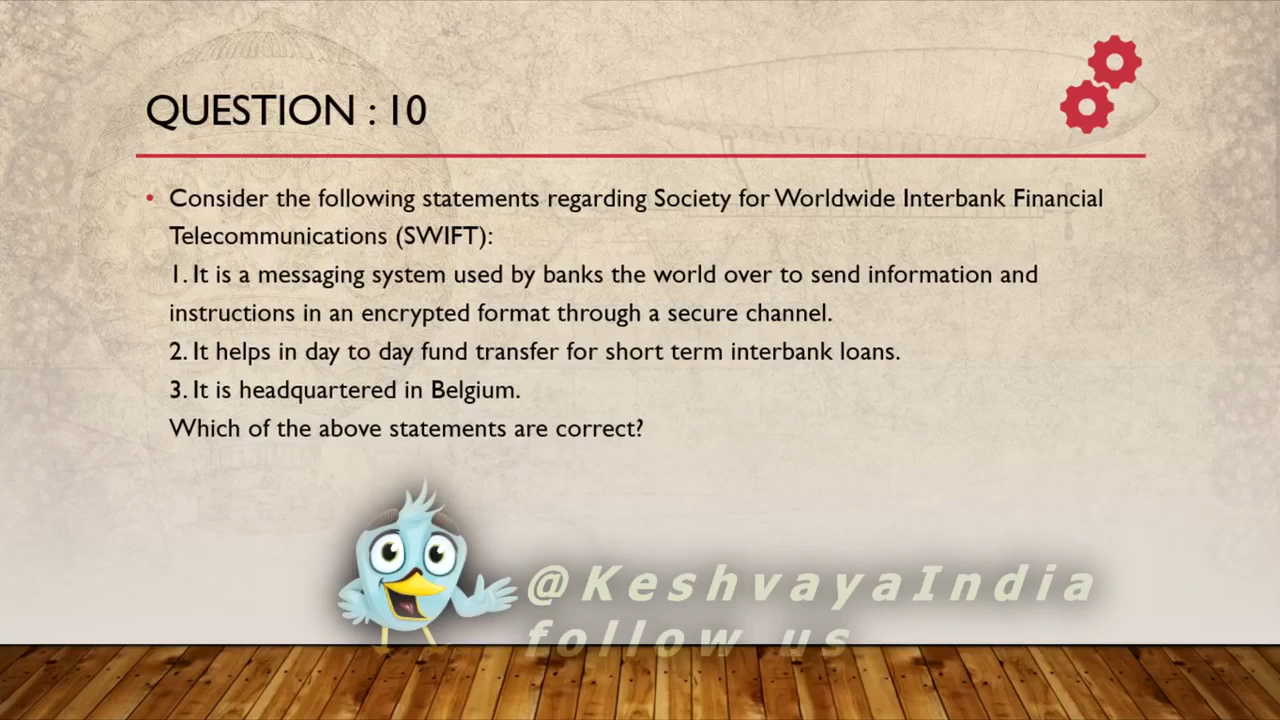 QUESTION : 10
• Consider the following statements regarding Society for Worldwide Interbank Financial
Telecommunications (SWIFT):
1. It is a messaging system used by banks the world over to send information and
instructions in an encrypted format through a secure channel.
2. It helps in day to day fund transfer for short term interbank loans.
3. It is headquartered in Belgium.
Which of the above statements are correct?
@KeshvayaIndia
follow us